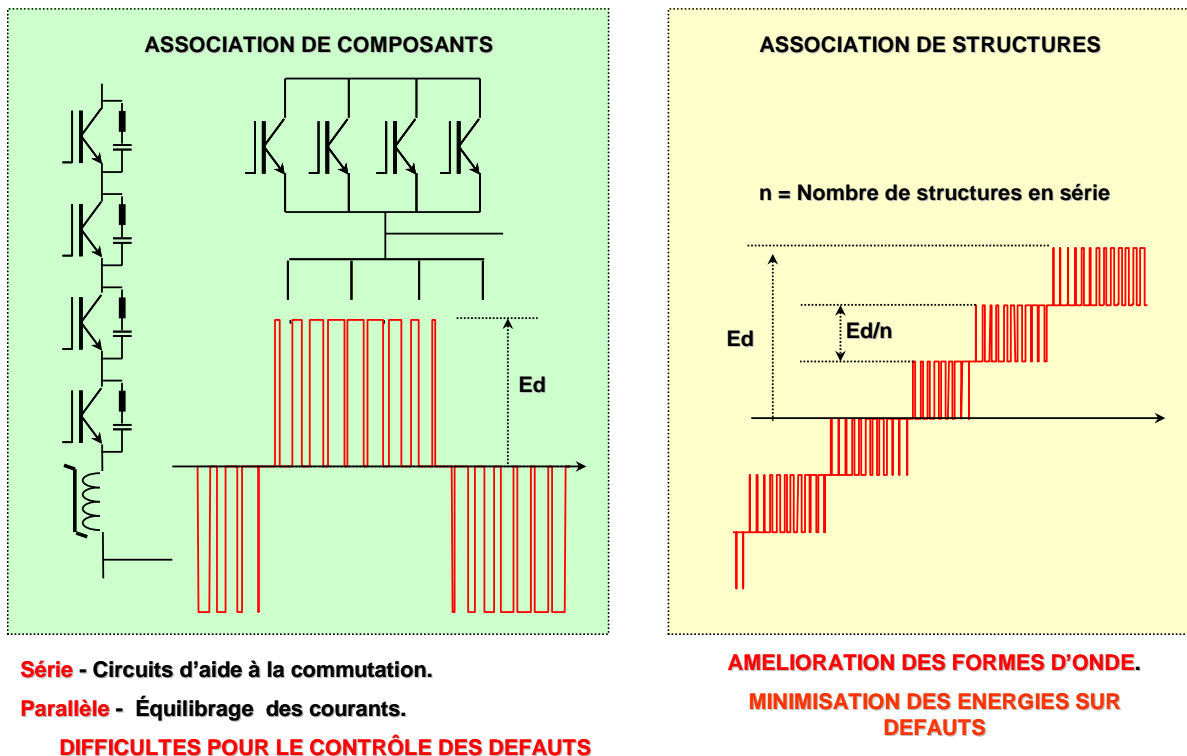 ASSOCIATION DE COMPOSANTS
Ed
Série - Circuits d'aide à la commutation.
Parallèle - Équilibrage des courants.
DIFFICULTES POUR LE CONTRÔLE DES DEFAUTS
ASSOCIATION DE STRUCTURES
n = Nombre de structures en série
Ed
Ed/n
AMELIORATION DES FORMES D'ONDE.
MINIMISATION DES ENERGIES SUR
DEFAUTS